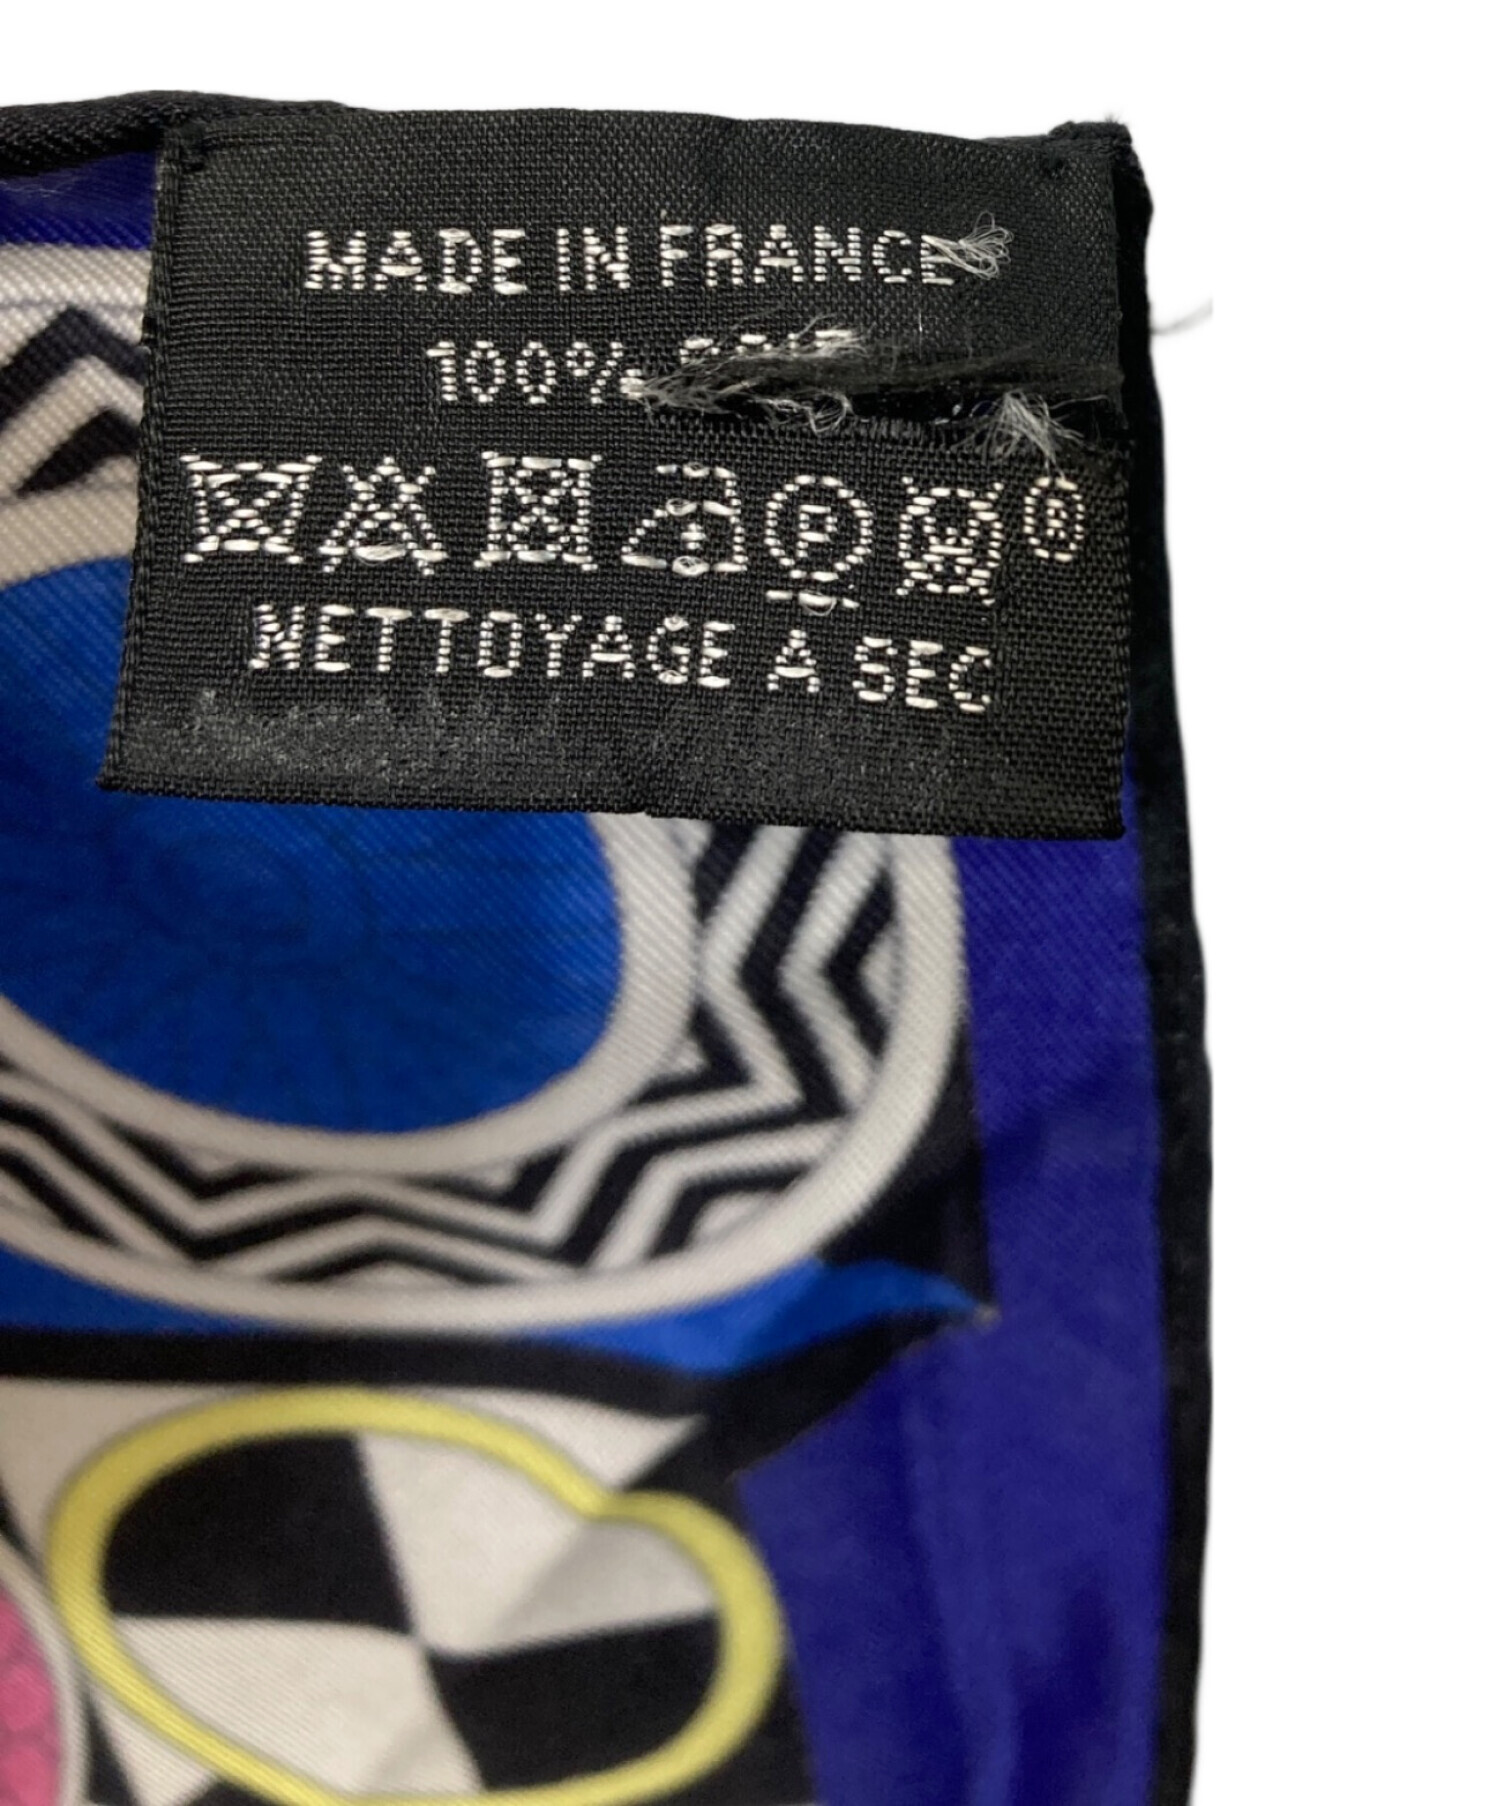 MADE IN FRANCE
100%
P W ®
NETTOYAGE A SEC